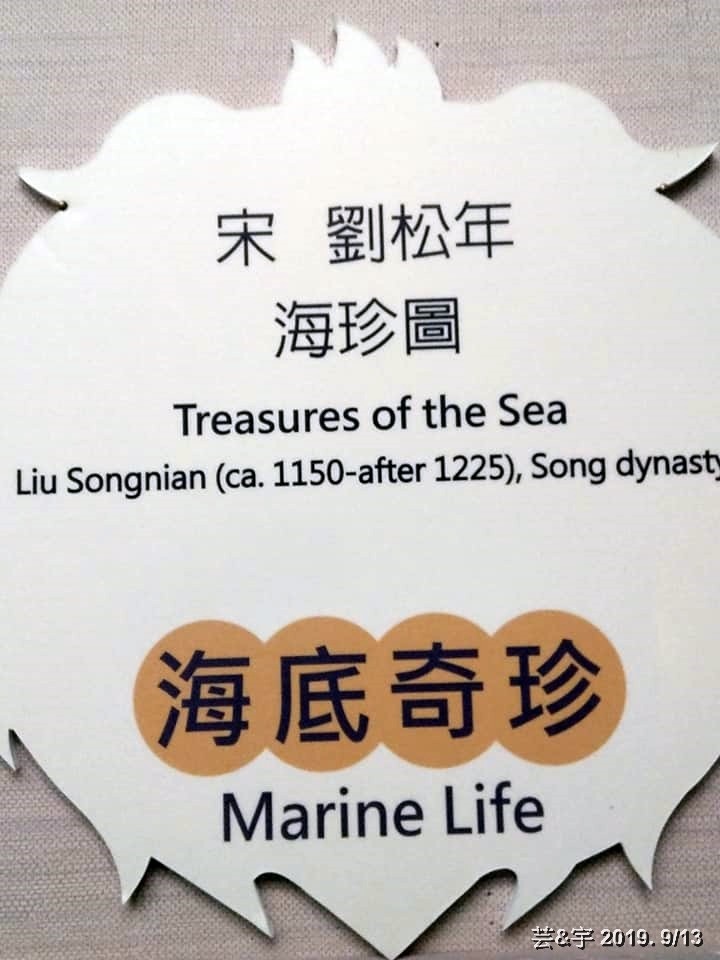 宋 劉松年
海珍圖
Treasures of the Sea
Liu Songnian (ca. 1150-after 1225), Song dynasty
海底奇珍
Marine Life
芸&宇 2019. 9/13